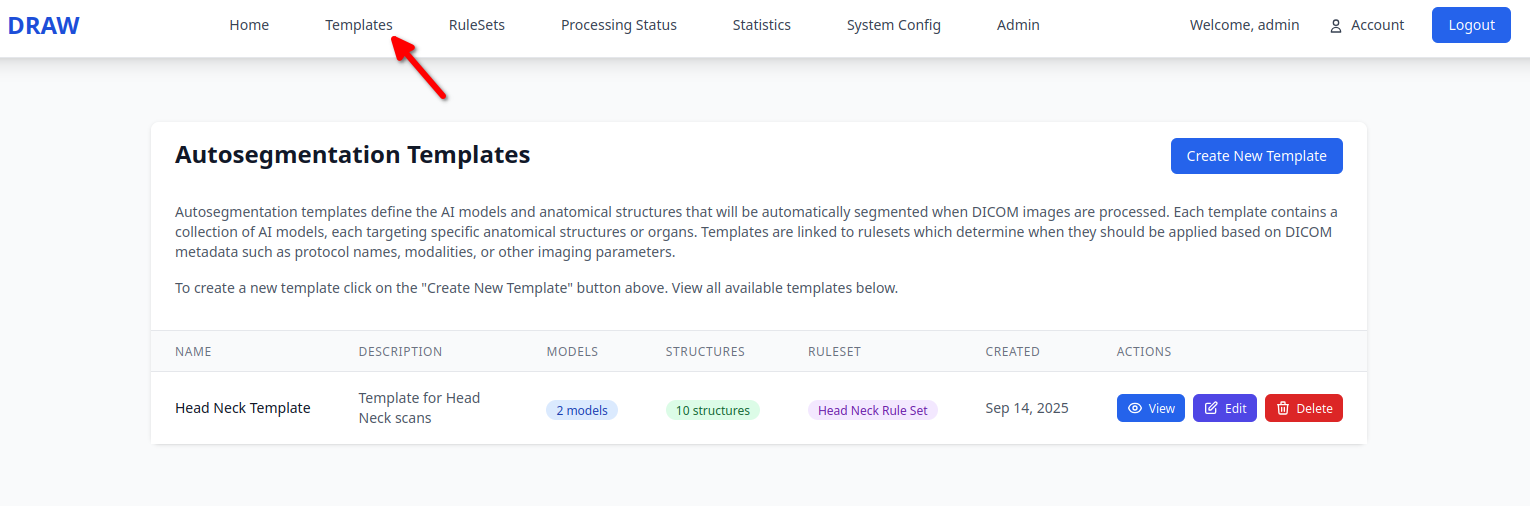 DRAW Home Templates RuleSets Processing Status Statistics System Config Admin Welcome, admin Account Logout
Autosegmentation Templates
Create New Template
Autosegmentation templates define the AI models and anatomical structures that will be automatically segmented when DICOM images are processed. Each template contains a
collection of AI models, each targeting specific anatomical structures or organs. Templates are linked to rulesets which determine when they should be applied based on DICOM
metadata such as protocol names, modalities, or other imaging parameters.
To create a new template click on the "Create New Template" button above. View all available templates below.
NAME DESCRIPTION MODELS STRUCTURES RULESET CREATED ACTIONS
Head Neck Template
Template for Head
Neck scans
2 models
10 structures
Head Neck Rule Set
Sep 14, 2025
View Edit Delete